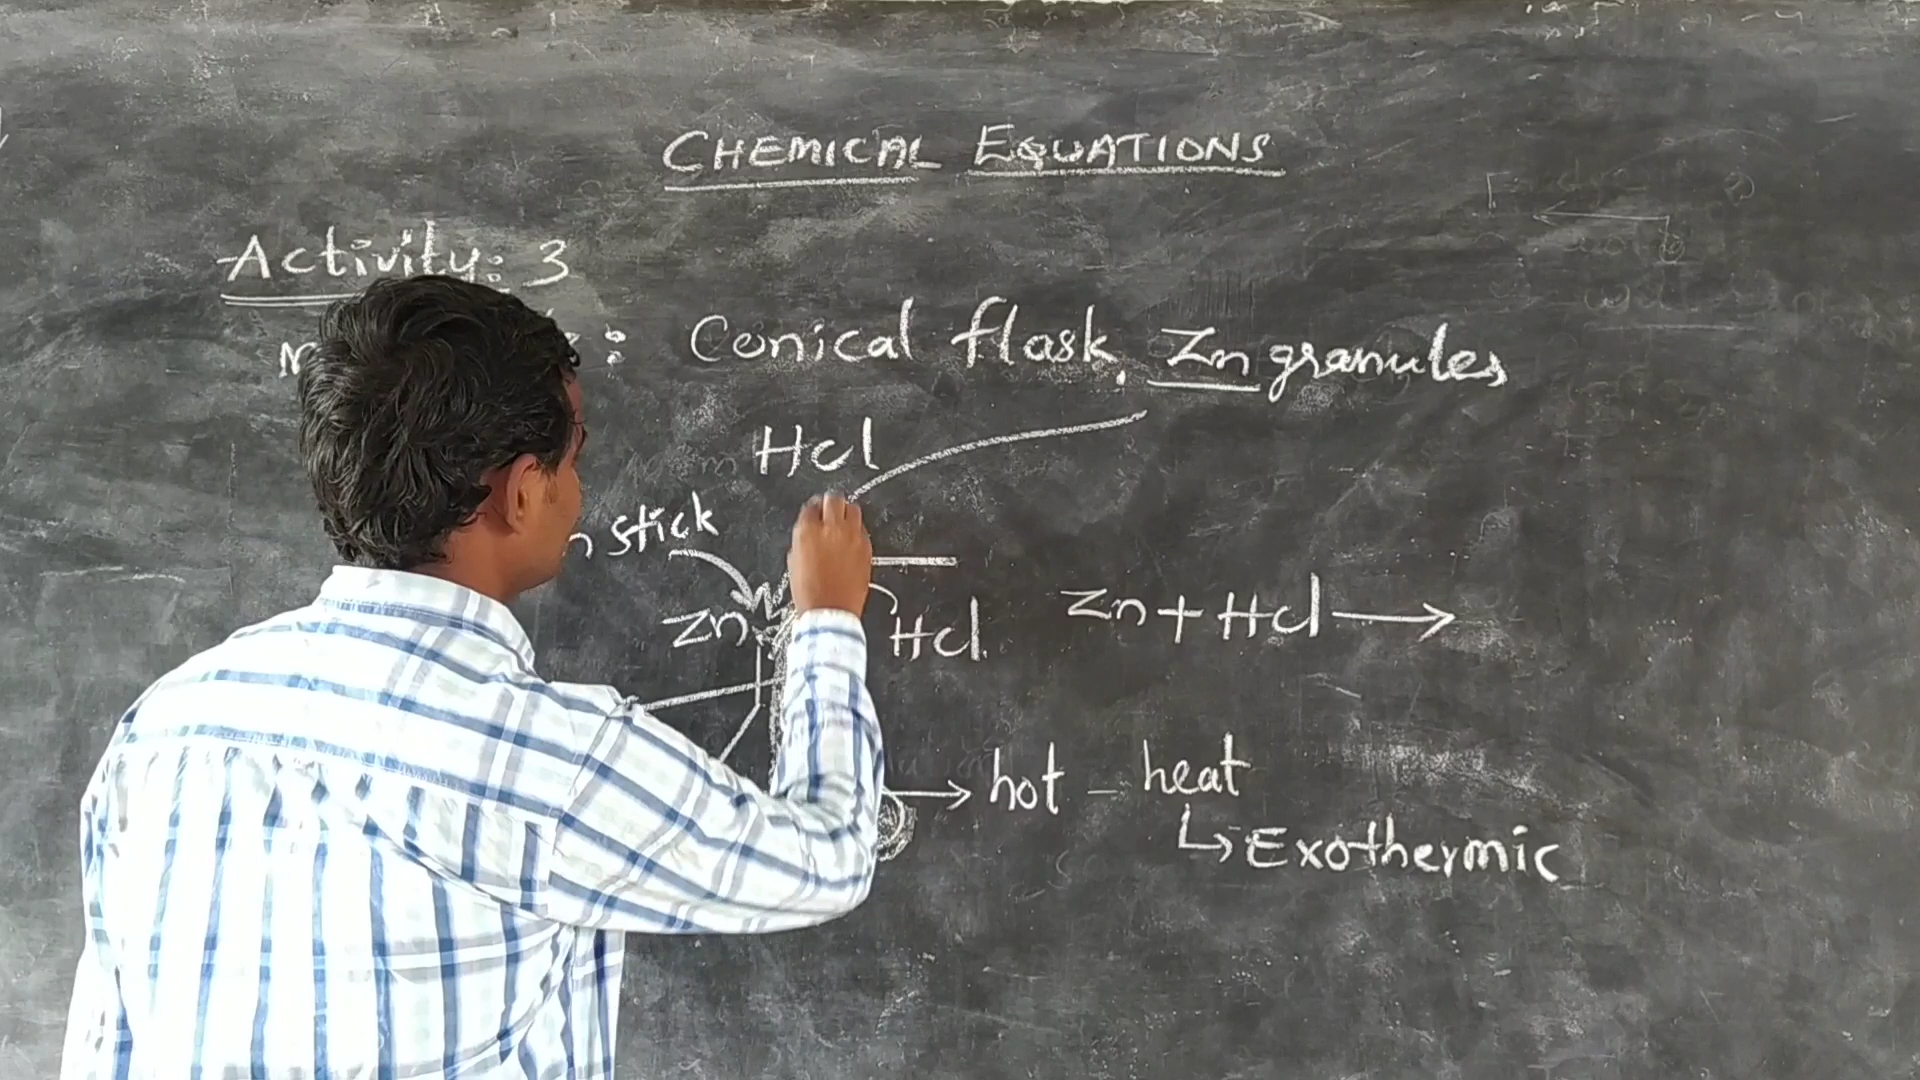 CHEMICAL EQUATIONS
Activity: 3
: Conical flask, Zn granules,
Hcl
stick
Zn
Hcl
Zn + Hcl →
→ hot - heat
↳ Exothermic